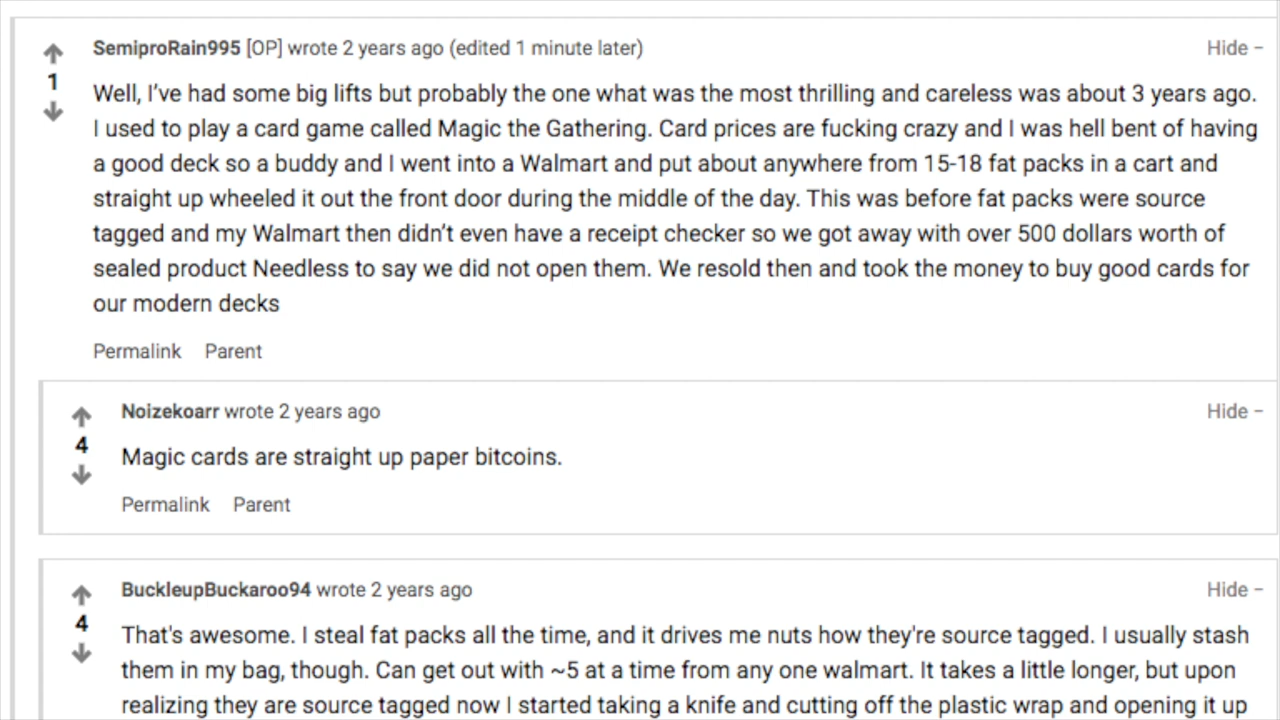 SemiproRain995 [OP] wrote 2 years ago (edited 1 minute later) Hide −
1
Well, I’ve had some big lifts but probably the one what was the most thrilling and careless was about 3 years ago.
I used to play a card game called Magic the Gathering. Card prices are fucking crazy and I was hell bent of having
a good deck so a buddy and I went into a Walmart and put about anywhere from 15-18 fat packs in a cart and
straight up wheeled it out the front door during the middle of the day. This was before fat packs were source
tagged and my Walmart then didn’t even have a receipt checker so we got away with over 500 dollars worth of
sealed product Needless to say we did not open them. We resold then and took the money to buy good cards for
our modern decks
Permalink Parent
Noizekoarr wrote 2 years ago Hide −
4
Magic cards are straight up paper bitcoins.
Permalink Parent
BuckleupBuckaroo94 wrote 2 years ago Hide −
4
That's awesome. I steal fat packs all the time, and it drives me nuts how they're source tagged. I usually stash
them in my bag, though. Can get out with ~5 at a time from any one walmart. It takes a little longer, but upon
realizing they are source tagged now I started taking a knife and cutting off the plastic wrap and opening it up